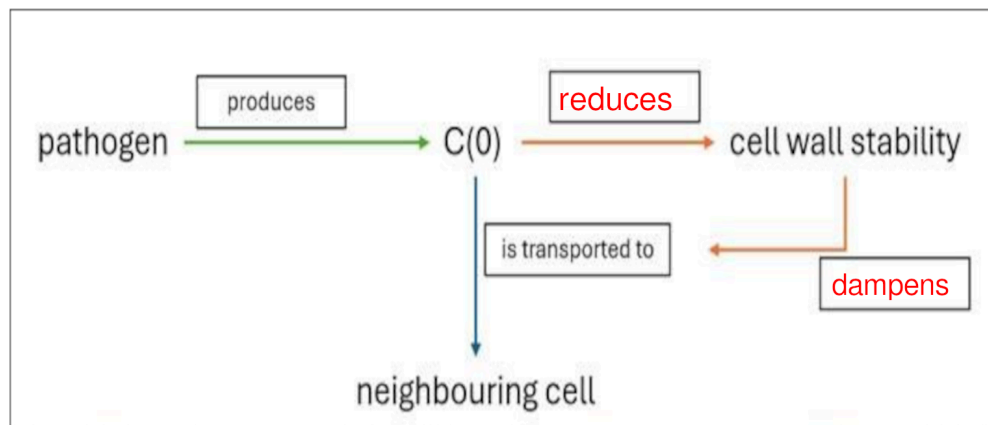 produces
reduces
pathogen
C(0)
cell wall stability
is transported to
dampens
neighbouring cell